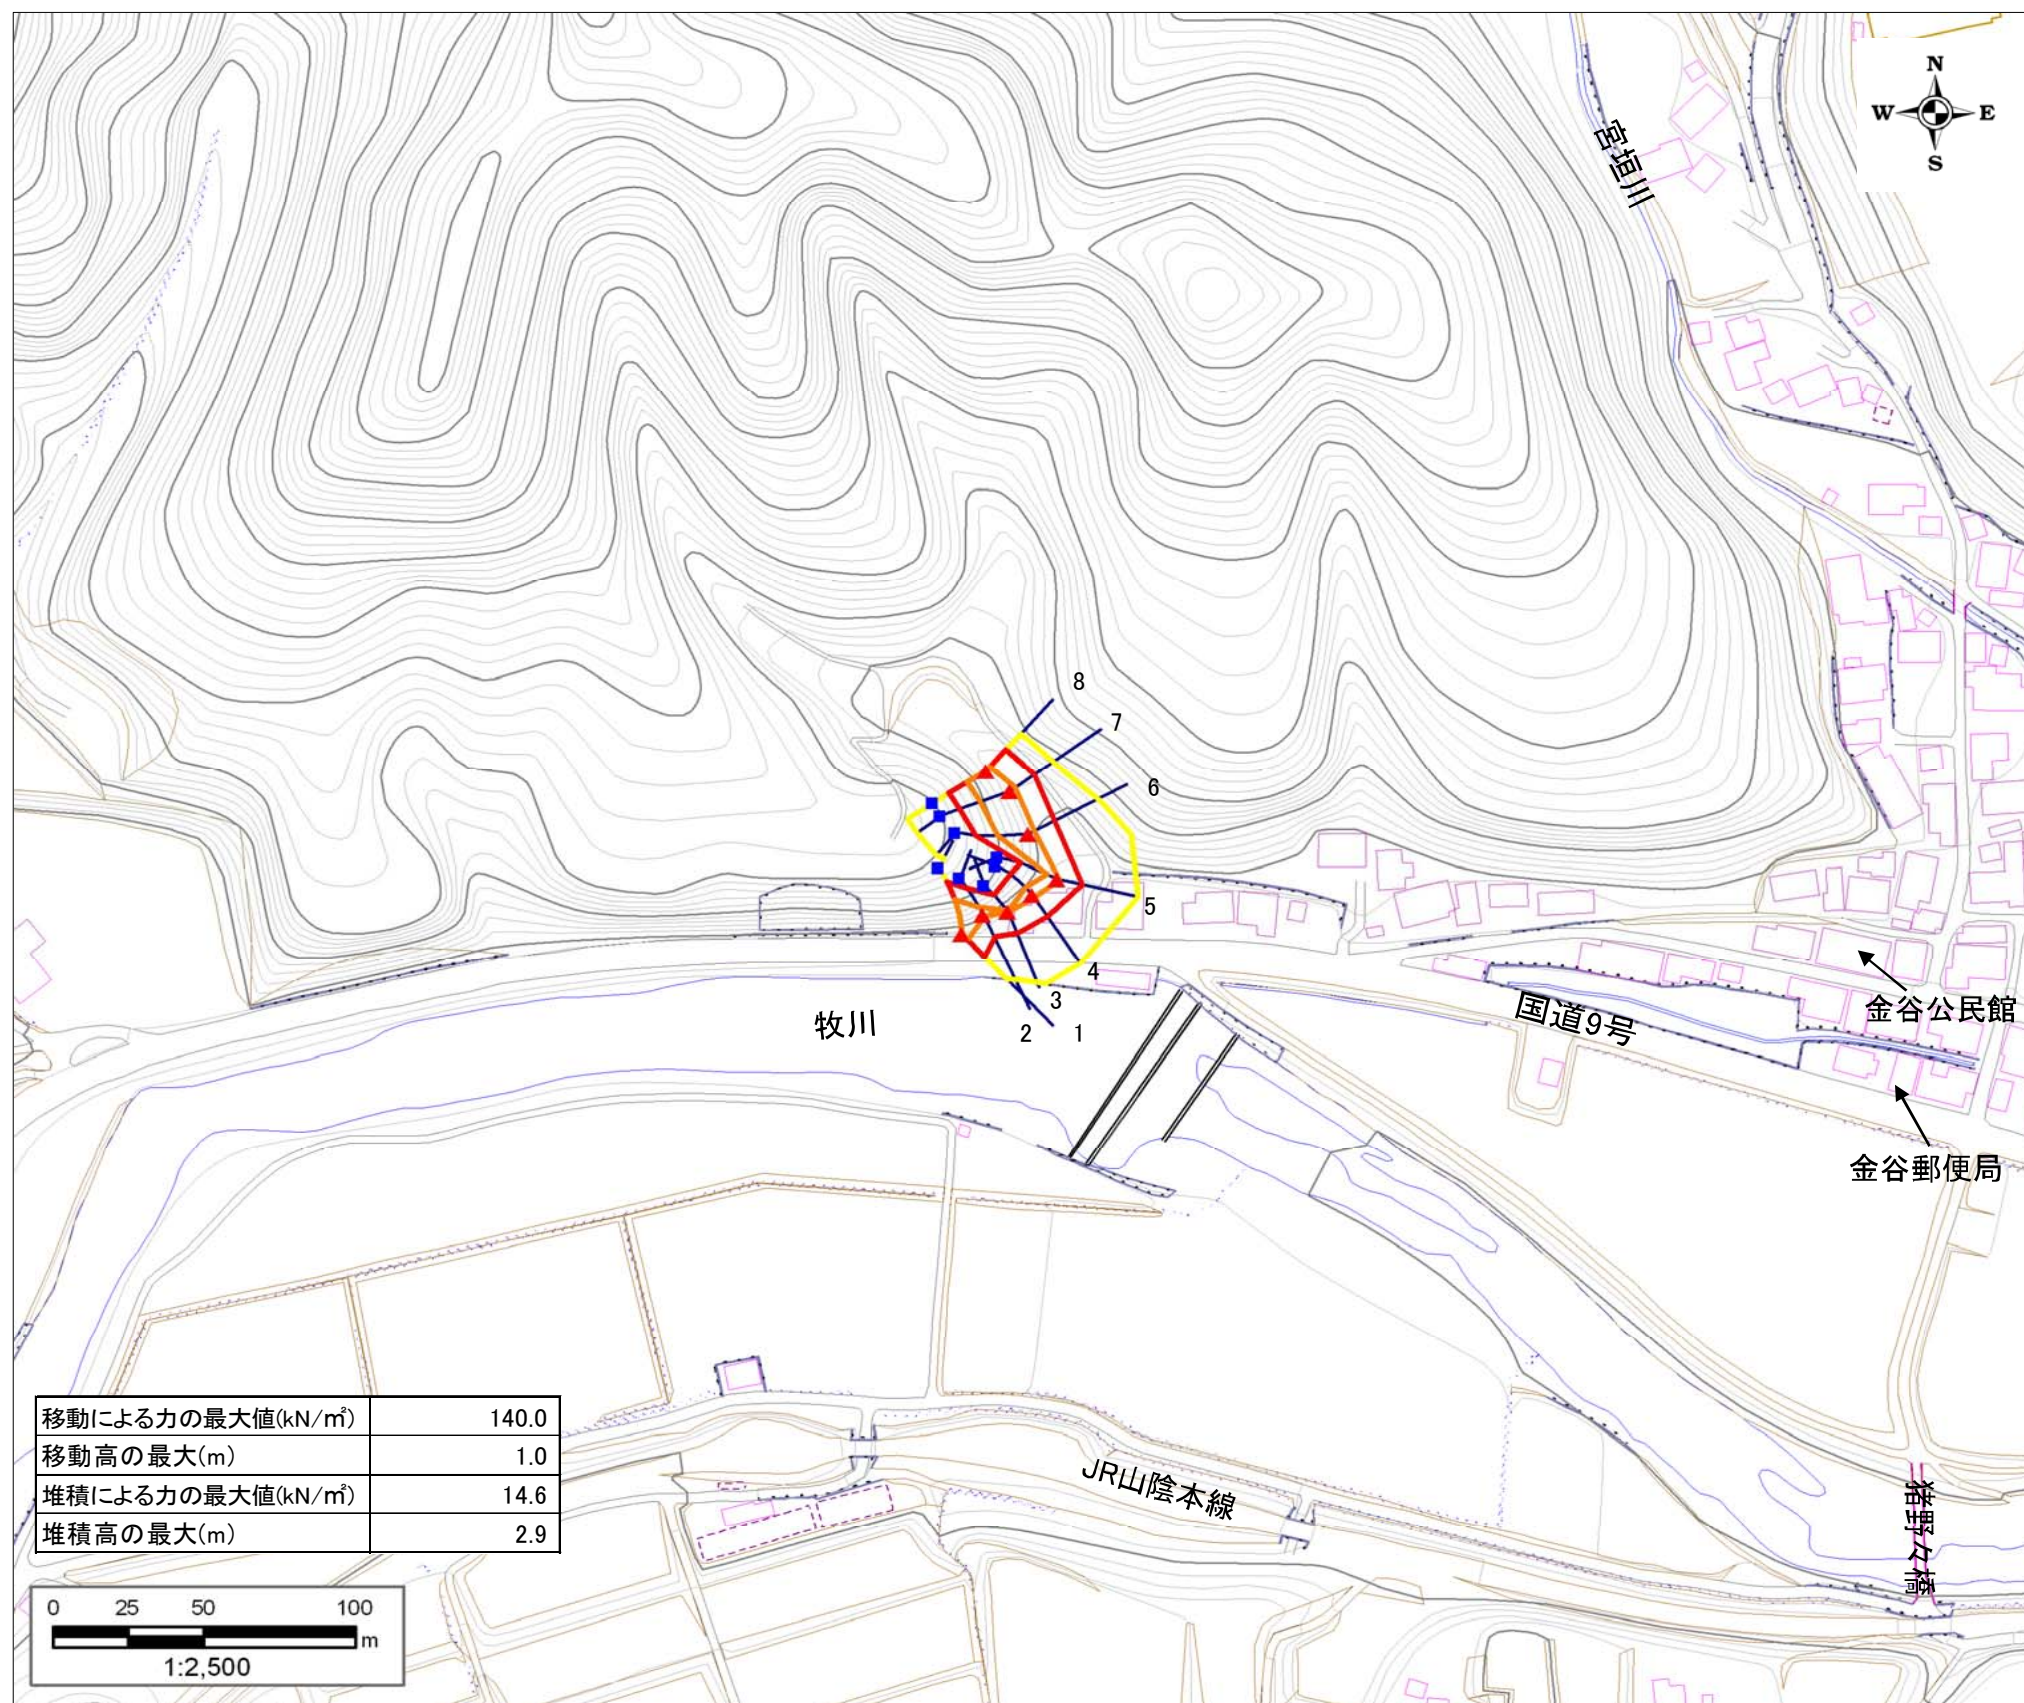 N
W E
S
宮垣川
8
7
6
5
4
3
2 1
牧川
国道9号
金谷公民館
金谷郵便局
JR山陰本線
猪野々橋
移動による力の最大値(kN/㎡) 140.0
移動高の最大(m) 1.0
堆積による力の最大値(kN/㎡) 14.6
堆積高の最大(m) 2.9
0 25 50 100
m
1:2,500